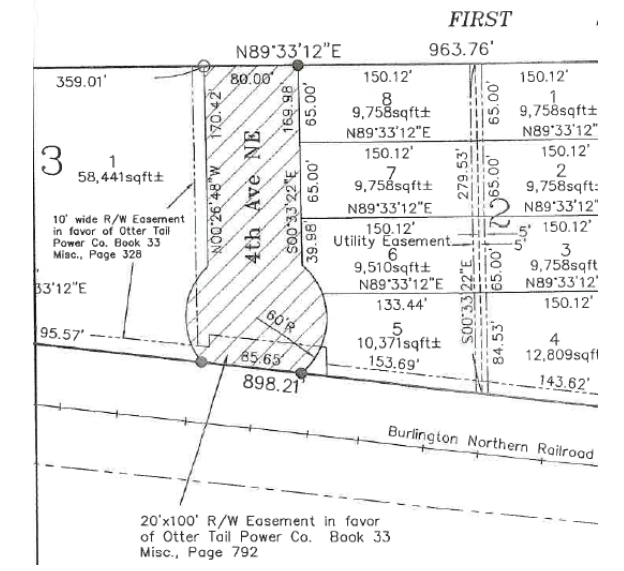 FIRST
N89°33'12"E
963.76'
359.01'
80.00'
150.12'
150.12'
170.42'
169.98'
65.00'
8
9,758sqft±
N89°33'12"E
65.00'
1
9,758sqft±
N89°33'12"
3
1
58,441sqft±
4th Ave NE
N00°26'48"W
S00°33'22"E
65.00'
150.12'
7
9,758sqft±
N89°33'12"E
279.53'
65.00'
150.12'
2
9,758sqft±
N89°33'12"
2
10' wide R/W Easement
in favor of Otter Tail
Power Co. Book 33
Misc., Page 328
39.98'
150.12'
Utility Easement
6
9,510sqft±
N89°33'12"E
5'
5'
150.12'
65.00'
3
9,758sqft
N89°33'12'
S00°33'22"E
33'12"E
60'R
133.44'
5
10,371sqft±
153.69'
84.53'
150.12'
4
12,809sqft
143.62'
95.57'
85.65'
898.21'
Burlington Northern Railroad
20'x100' R/W Easement in favor
of Otter Tail Power Co. Book 33
Misc., Page 792